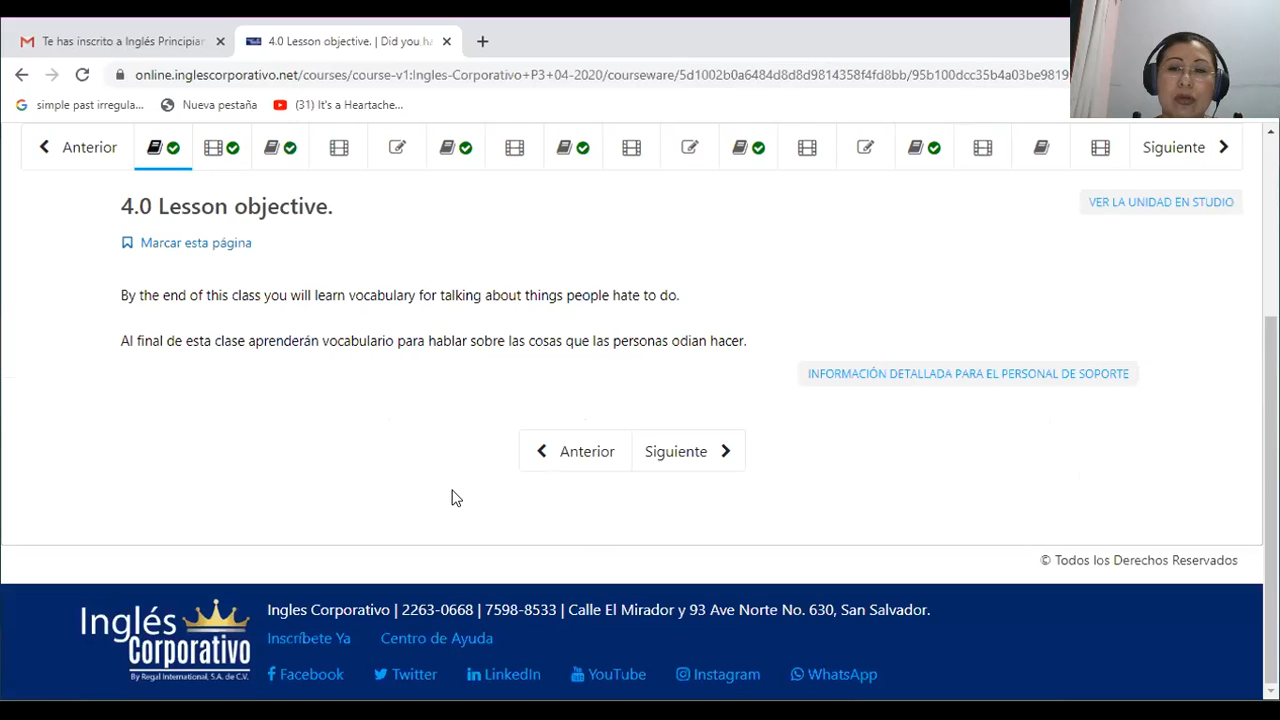 Te has inscrito a Inglés Principian
4.0 Lesson objective. | Did you ha
online.inglescorporativo.net/courses/course-v1:Ingles-Corporativo+P3+04-2020/courseware/5d1002b0a6484d8d8d9814358f4fd8bb/95b100dcc35b4a03be9819
simple past irregula...
Nueva pestaña
(31) It's a Heartache...
Anterior
Siguiente
4.0 Lesson objective.
VER LA UNIDAD EN STUDIO
Marcar esta página
By the end of this class you will learn vocabulary for talking about things people hate to do.
Al final de esta clase aprenderán vocabulario para hablar sobre las cosas que las personas odian hacer.
INFORMACIÓN DETALLADA PARA EL PERSONAL DE SOPORTE
Anterior
Siguiente
© Todos los Derechos Reservados
Inglés
Corporativo
By Regal International, S.A. de C.V.
Ingles Corporativo | 2263-0668 | 7598-8533 | Calle El Mirador y 93 Ave Norte No. 630, San Salvador.
Inscríbete Ya
Centro de Ayuda
Facebook
Twitter
LinkedIn
YouTube
Instagram
WhatsApp